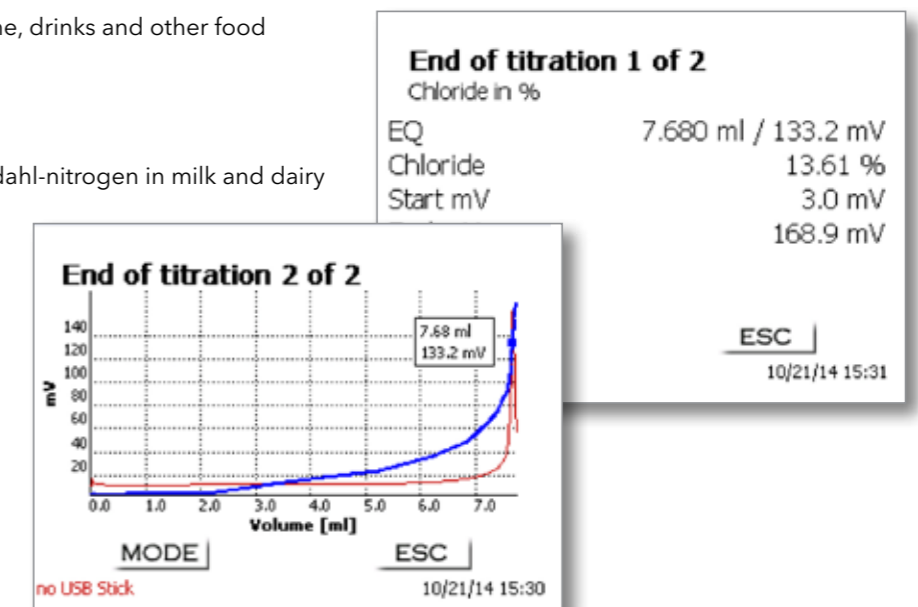 ne, drinks and other food
dahl-nitrogen in milk and dairy
End of titration 1 of 2
Chloride in %
EQ 7.680 ml / 133.2 mV
Chloride 13.61 %
Start mV 3.0 mV
168.9 mV
ESC
10/21/14 15:31
End of titration 2 of 2
140
120
100
80
60
40
20
mV
7.68 ml
133.2 mV
0.0 1.0 2.0 3.0 4.0 5.0 6.0 7.0
Volume [ml]
MODE ESC
no USB Stick 10/21/14 15:30